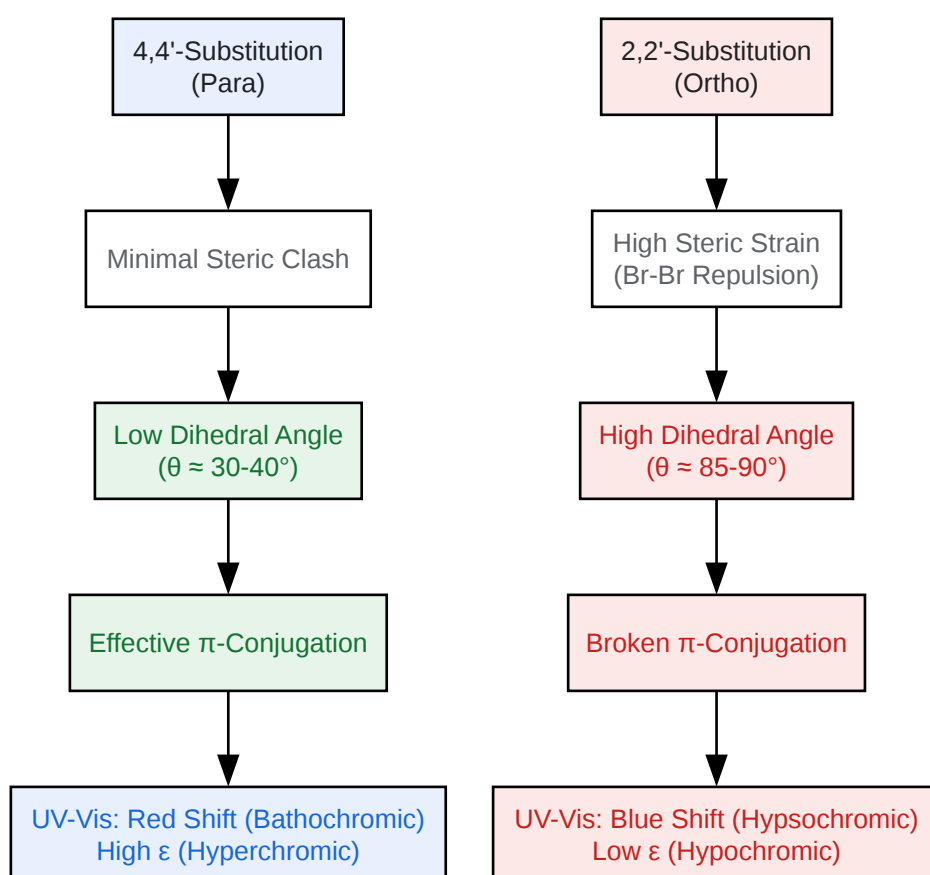 4,4'-Substitution
(Para)
Minimal Steric Clash
Low Dihedral Angle
(θ ≈ 30-40°)
Effective π-Conjugation
UV-Vis: Red Shift (Bathochromic)
High ε (Hyperchromic)
2,2'-Substitution
(Ortho)
High Steric Strain
(Br-Br Repulsion)
High Dihedral Angle
(θ ≈ 85-90°)
Broken π-Conjugation
UV-Vis: Blue Shift (Hypsochromic)
Low ε (Hypochromic)